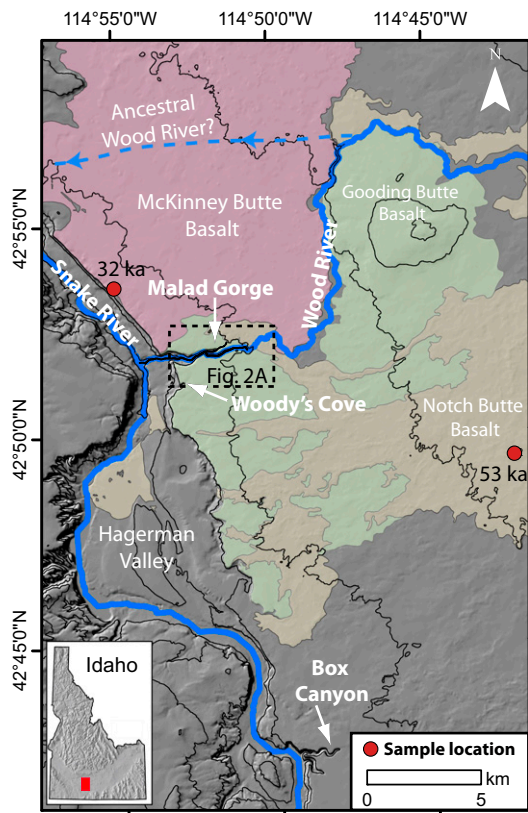 114°55'0"W 114°50'0"W 114°45'0"W
N
Ancestral
Wood River?
McKinney Butte
Basalt
Gooding Butte
Basalt
42°55'0"N
32 ka
Snake River
Malad Gorge
Wood River
Fig. 2A
Woody's Cove
Notch Butte
Basalt
42°50'0"N
53 ka
Hagerman
Valley
42°45'0"N
Idaho
Box
Canyon
Sample location
km
0 5